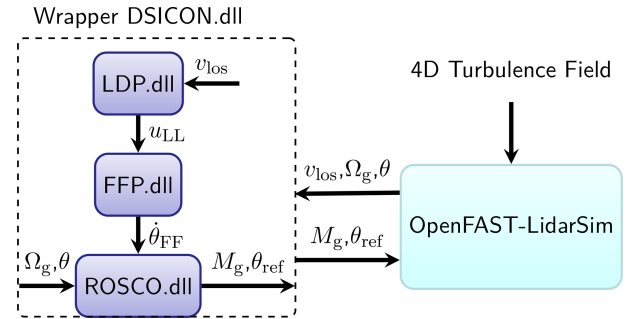 Wrapper DSICON.dll
LDP.dll
v_los
4D Turbulence Field
u_LL
FFP.dll
v_los,Ω_g,θ
θ̇_FF
OpenFAST-LidarSim
M_g,θ_ref
Ω_g,θ
ROSCO.dll
M_g,θ_ref